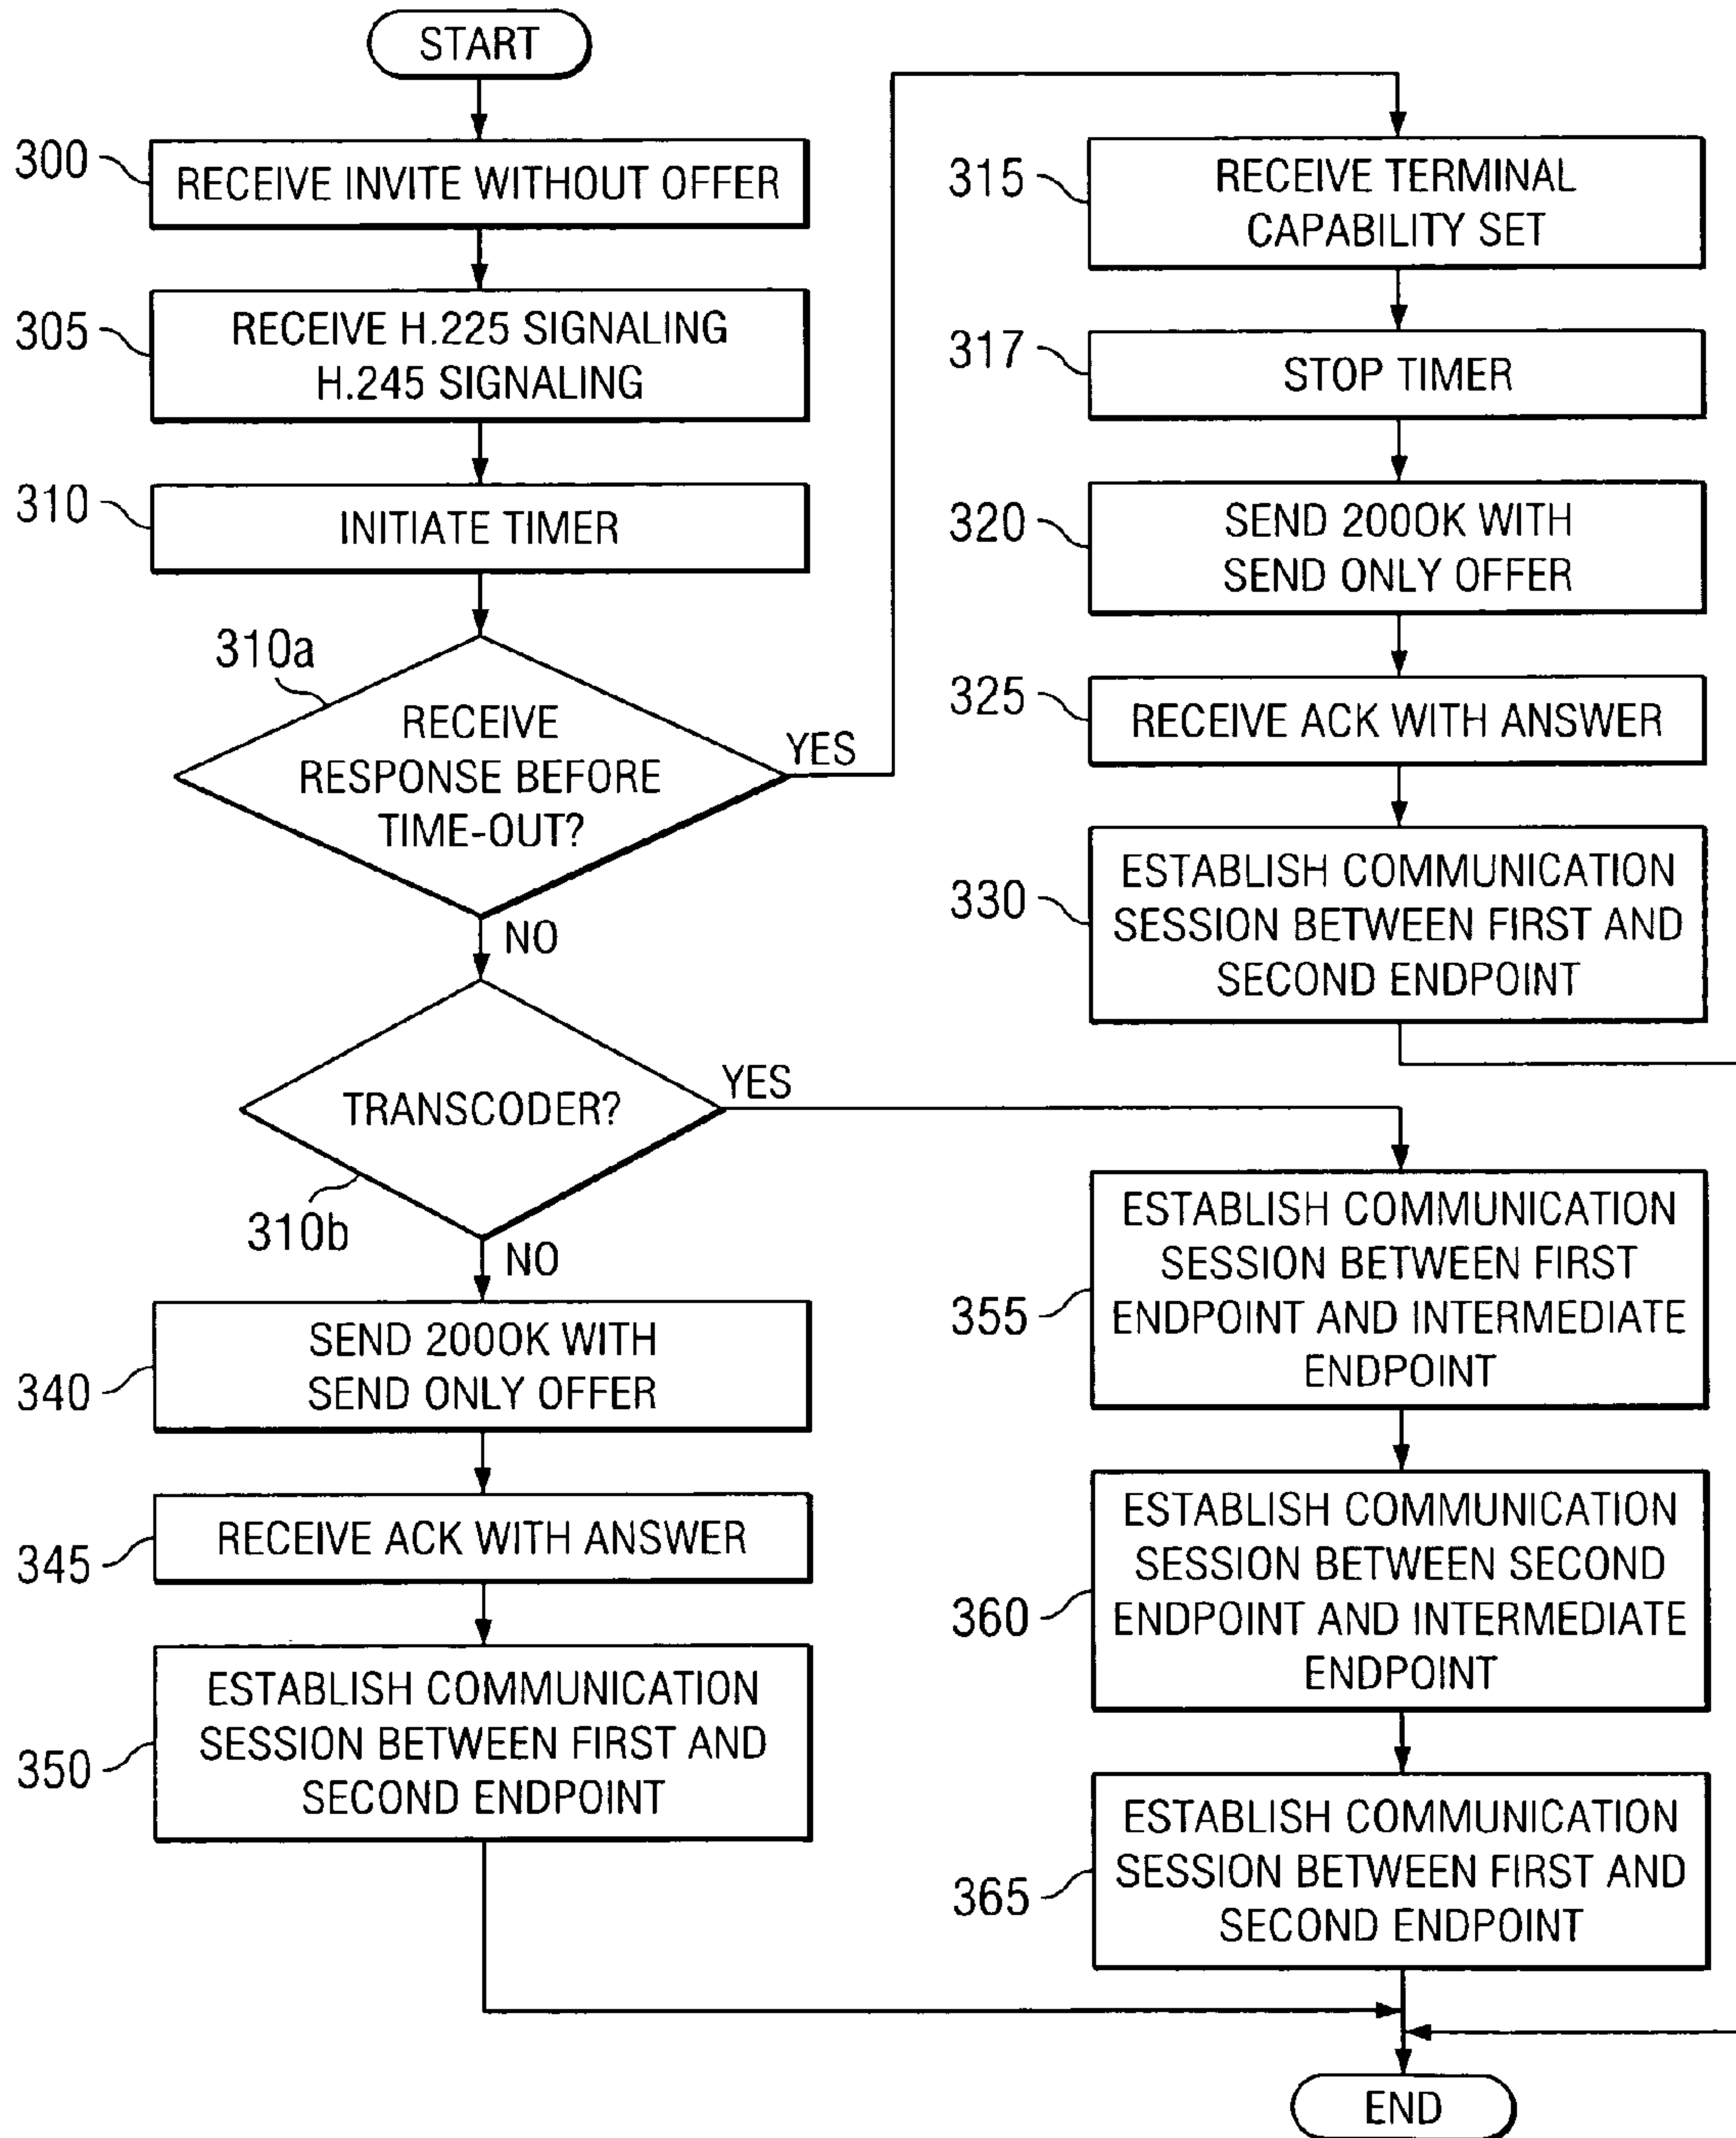 START
300
RECEIVE INVITE WITHOUT OFFER
305
RECEIVE H.225 SIGNALING
H.245 SIGNALING
310
INITIATE TIMER
310a
RECEIVE
RESPONSE BEFORE
TIME-OUT?
YES
NO
TRANSCODER?
YES
310b
NO
340
SEND 200OK WITH
SEND ONLY OFFER
345
RECEIVE ACK WITH ANSWER
350
ESTABLISH COMMUNICATION
SESSION BETWEEN FIRST AND
SECOND ENDPOINT
315
RECEIVE TERMINAL
CAPABILITY SET
317
STOP TIMER
320
SEND 200OK WITH
SEND ONLY OFFER
325
RECEIVE ACK WITH ANSWER
330
ESTABLISH COMMUNICATION
SESSION BETWEEN FIRST AND
SECOND ENDPOINT
355
ESTABLISH COMMUNICATION
SESSION BETWEEN FIRST
ENDPOINT AND INTERMEDIATE
ENDPOINT
360
ESTABLISH COMMUNICATION
SESSION BETWEEN SECOND
ENDPOINT AND INTERMEDIATE
ENDPOINT
365
ESTABLISH COMMUNICATION
SESSION BETWEEN FIRST AND
SECOND ENDPOINT
END